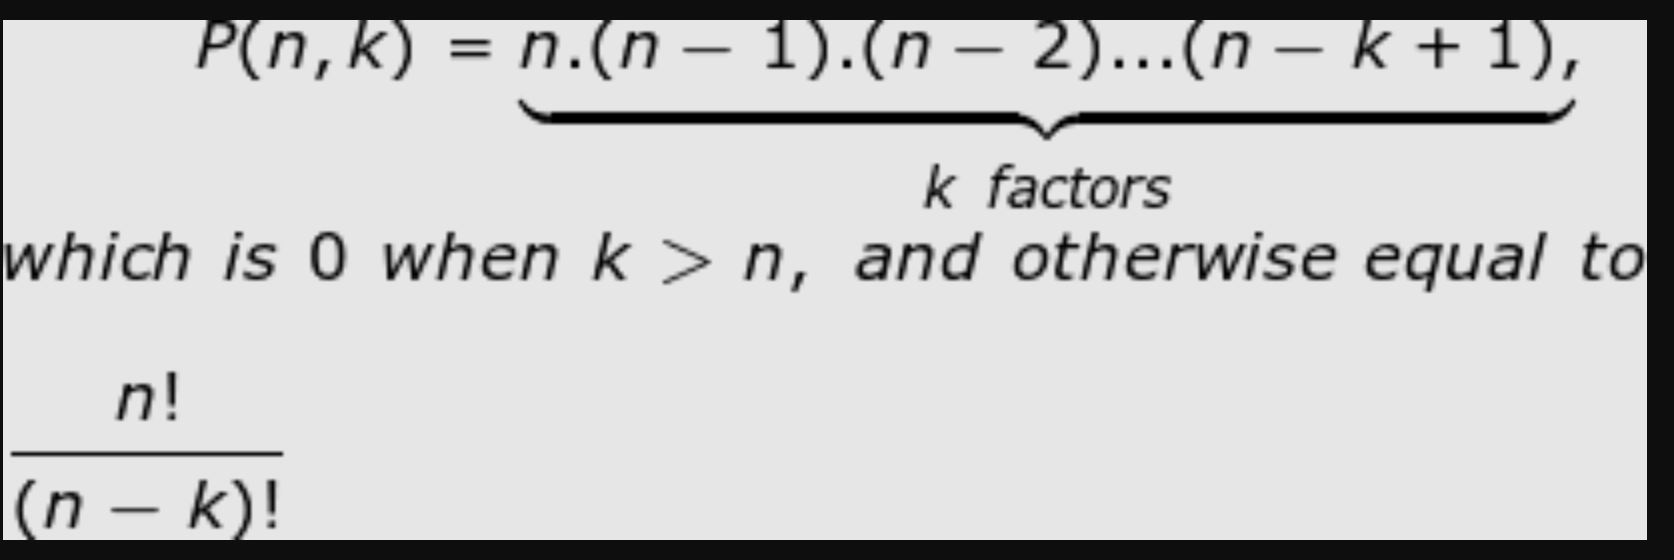 P(n, k) = n.(n − 1).(n − 2)...(n − k + 1),
k factors
which is 0 when k > n, and otherwise equal to
n!
(n − k)!